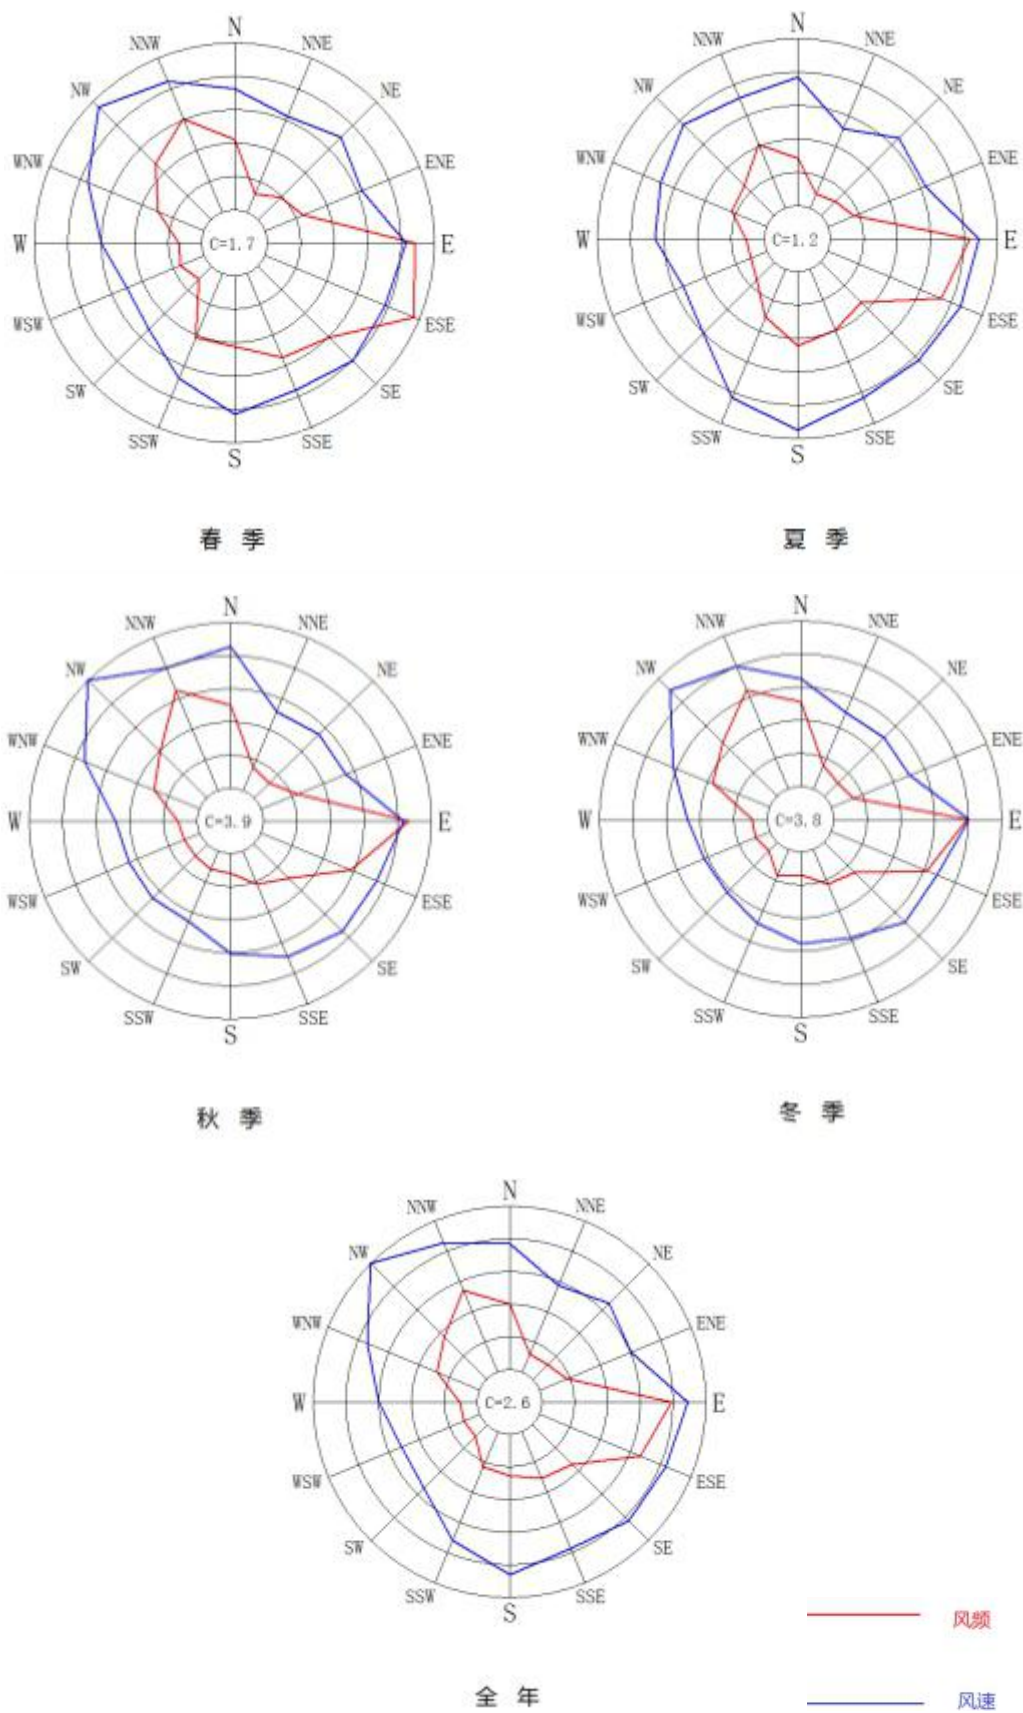 N
N
NNW
NNE
NNW
NNE
NW
NE
NW
NE
WNW
ENE
WNW
ENE
W
C=1.7
E
W
C=1.2
E
WSW
ESE
WSW
ESE
SW
SE
SW
SE
SSW
SSE
SSW
SSE
S
S
春 季
夏 季
N
N
NNW
NNE
NNW
NNE
NW
NE
NW
NE
WNW
ENE
WNW
ENE
W
C=3.9
E
W
C=3.8
E
WSW
ESE
WSW
ESE
SW
SE
SW
SE
SSW
SSE
SSW
SSE
S
S
秋 季
冬 季
N
NNW
NNE
NW
NE
WNW
ENE
W
C=2.6
E
WSW
ESE
SW
SE
SSW
SSE
S
风频
全 年
风速